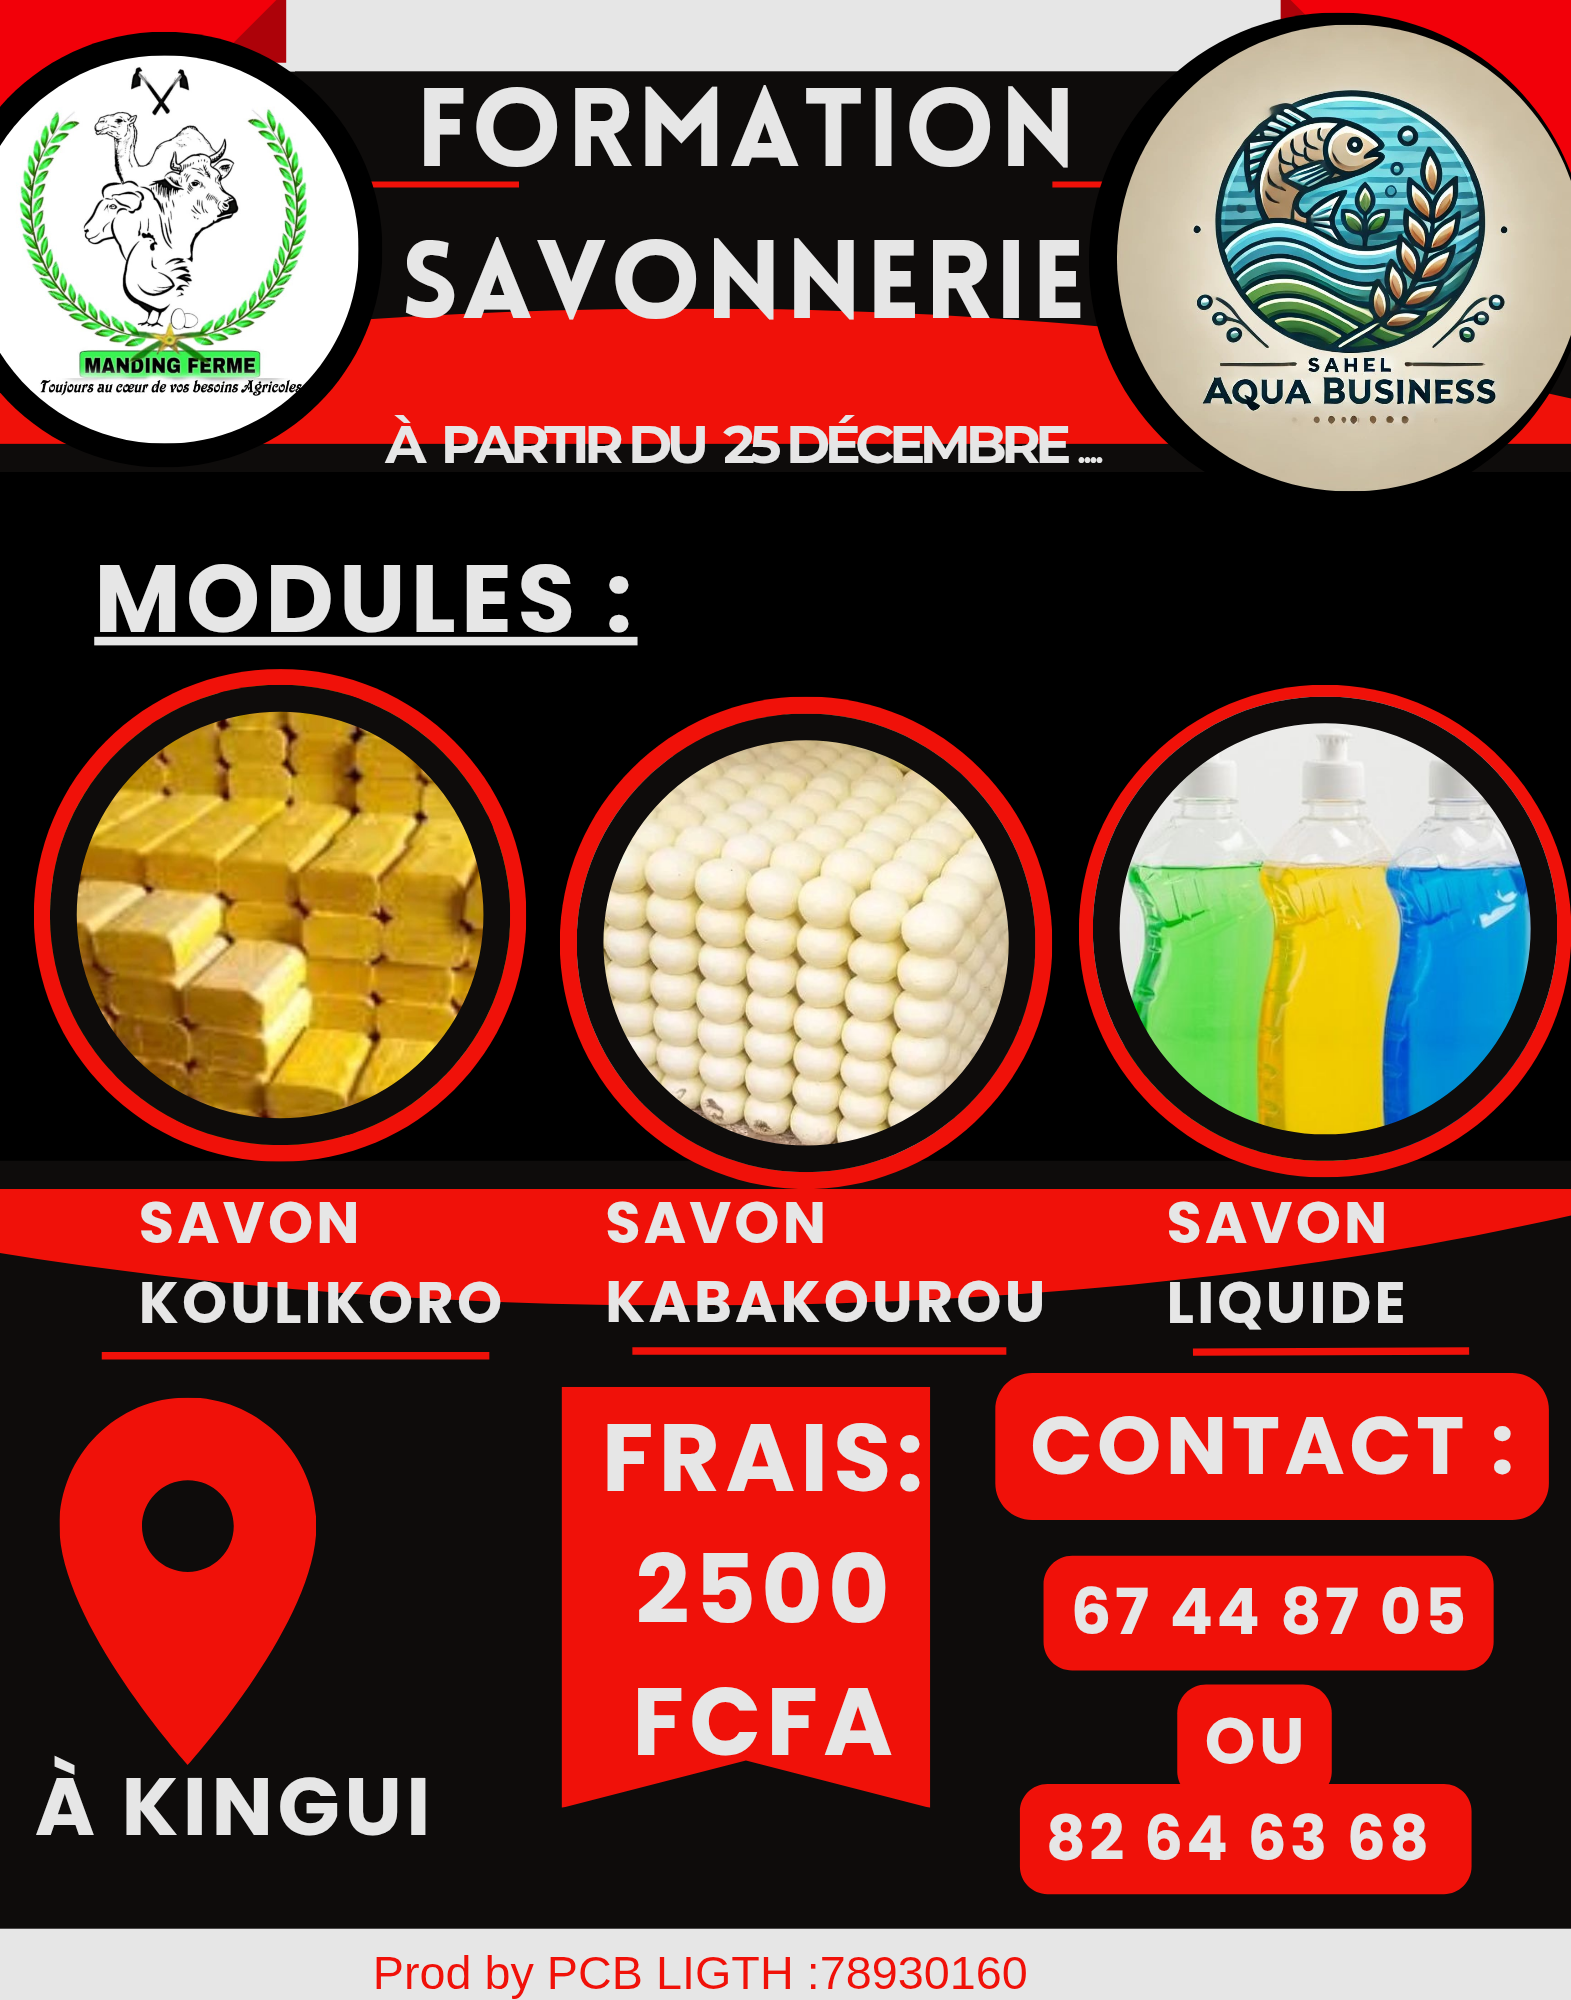 FORMATION
SAVONNERIE
MANDING FERME
Toujours au cœur de vos besoins Agricoles
SAHEL
AQUA BUSINESS
À PARTIR DU 25 DÉCEMBRE ....
MODULES :
SAVON
KOULIKORO
SAVON
KABAKOUROU
SAVON
LIQUIDE
À KINGUI
FRAIS:
2500
FCFA
CONTACT :
67 44 87 05
OU
82 64 63 68
Prod by PCB LIGTH :78930160